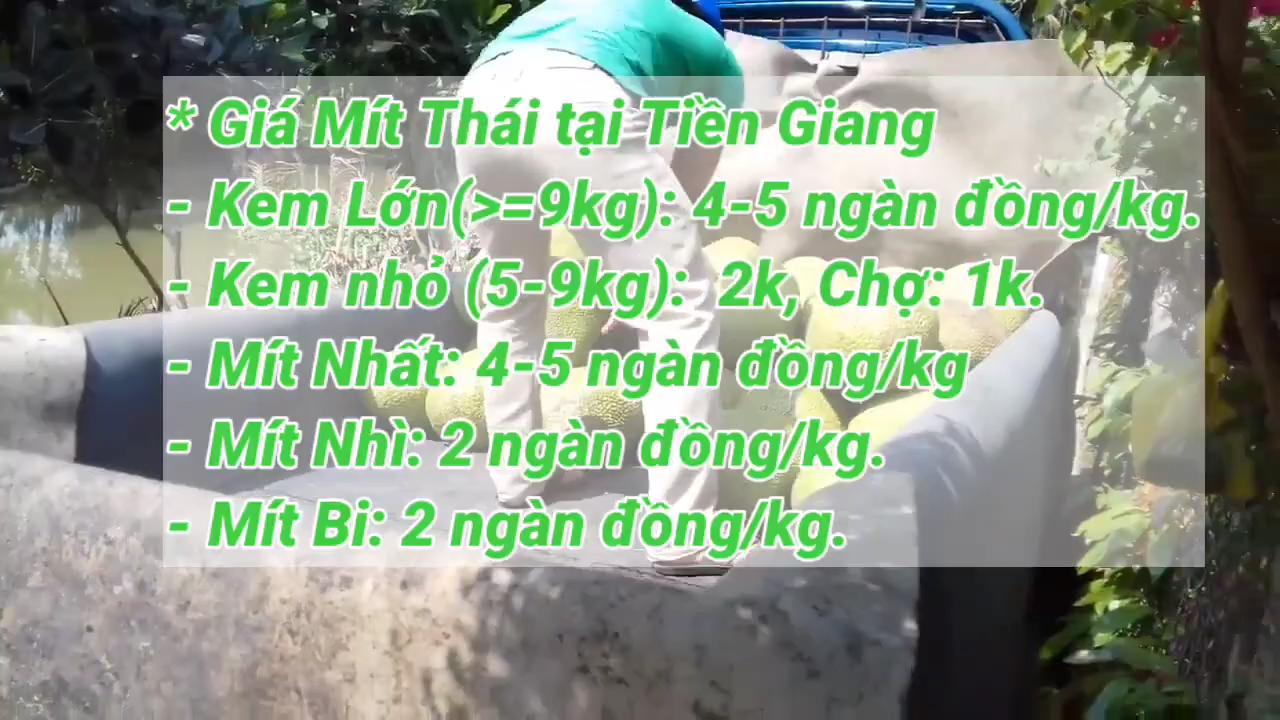 * Giá Mít Thái tại Tiền Giang
- Kem Lớn(>=9kg): 4-5 ngàn đồng/kg.
- Kem nhỏ (5-9kg): 2k, Chợ: 1k.
- Mít Nhất: 4-5 ngàn đồng/kg
- Mít Nhì: 2 ngàn đồng/kg.
- Mít Bi: 2 ngàn đồng/kg.